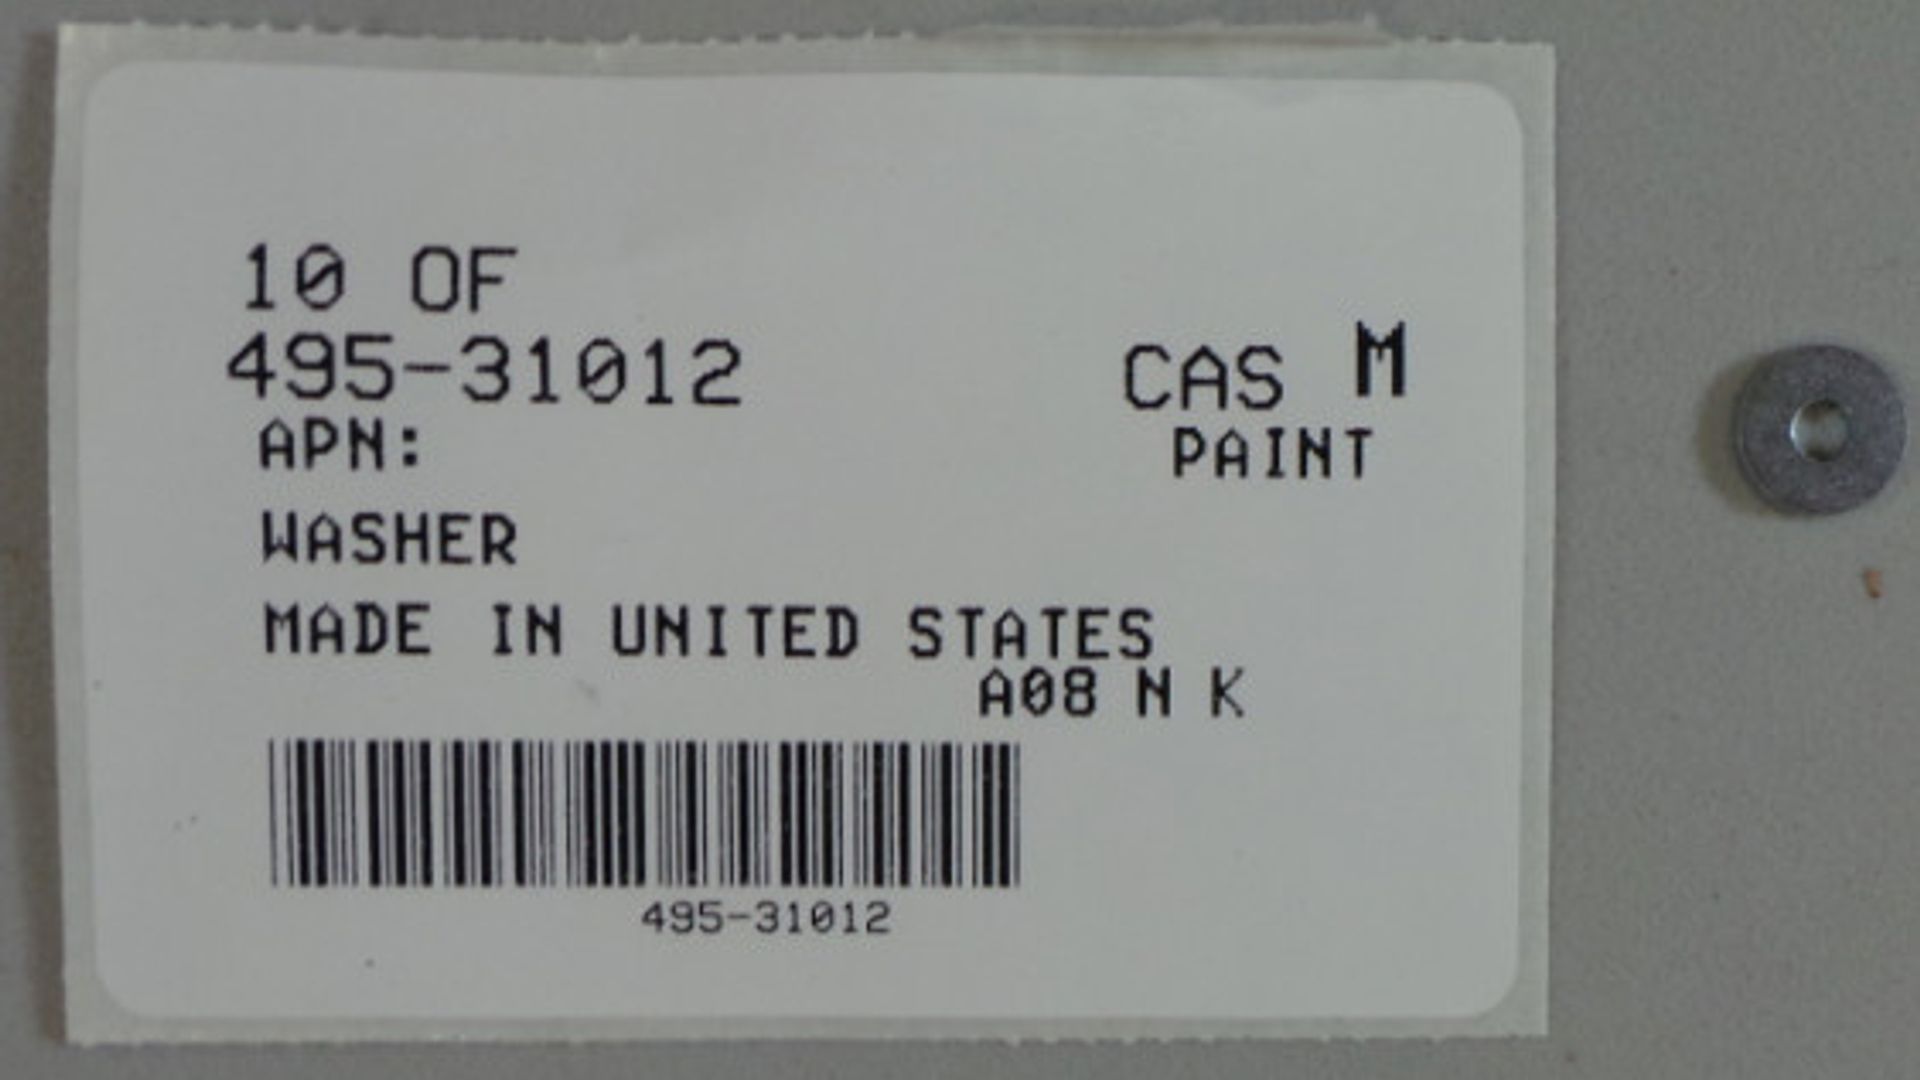 10 OF
495-31012
CAS M
APN:
PAINT
WASHER
MADE IN UNITED STATES
A08 N K
495-31012